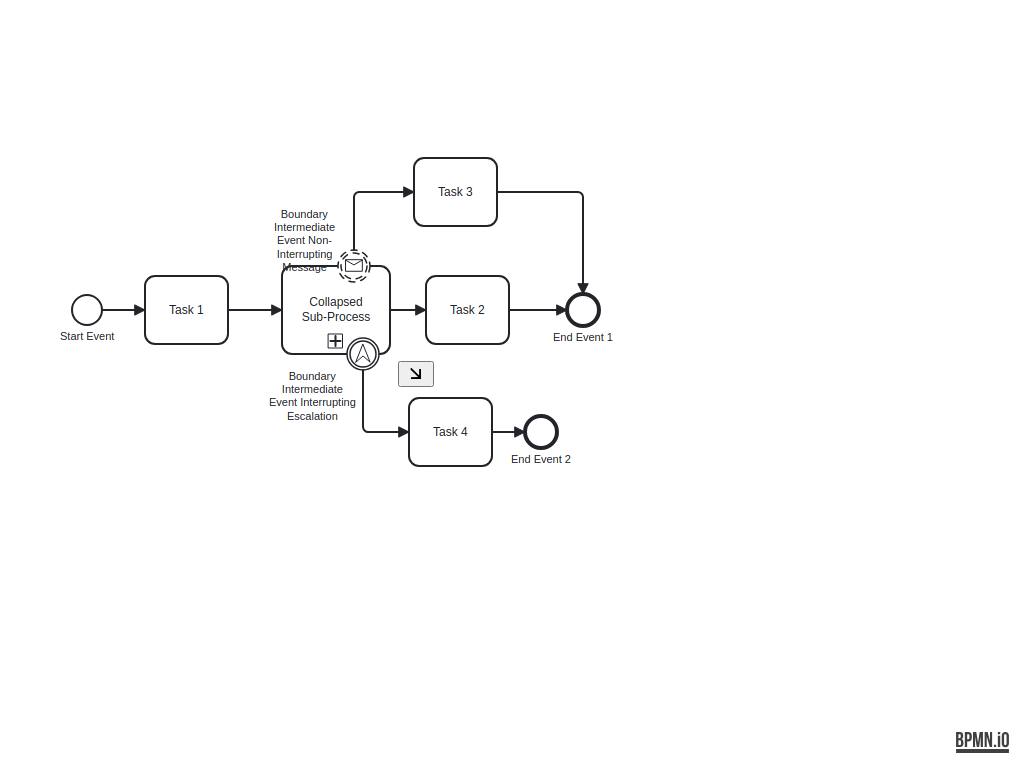 Task 3
Boundary
Intermediate
Event Non-
Interrupting
Message
Start Event
Task 1
Collapsed
Sub-Process
Task 2
End Event 1
Boundary
Intermediate
Event Interrupting
Escalation
Task 4
End Event 2
BPMN.iO